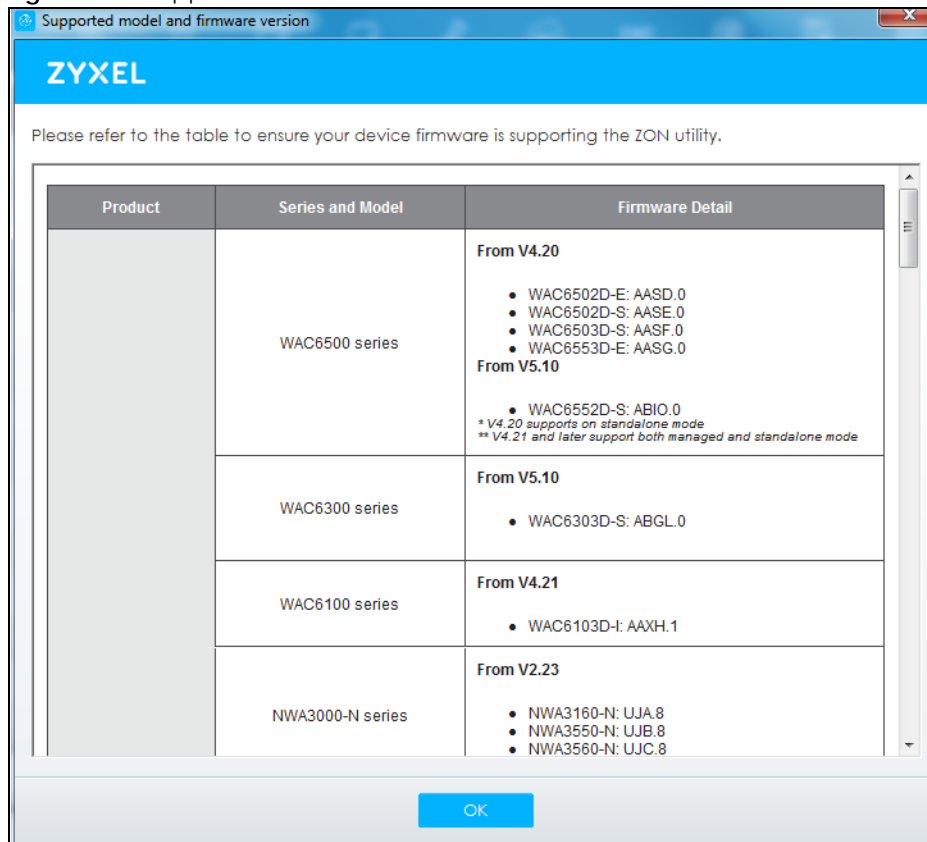 Supported model and firmware version
ZYXEL
Please refer to the table to ensure your device firmware is supporting the ZON utility.
Product Series and Model Firmware Detail
WAC6500 series
From V4.20
● WAC6502D-E: AASD.0
● WAC6502D-S: AASE.0
● WAC6503D-S: AASF.0
● WAC6553D-E: AASG.0
From V5.10
● WAC6552D-S: ABIO.0
* V4.20 supports on standalone mode
** V4.21 and later support both managed and standalone mode
WAC6300 series
From V5.10
● WAC6303D-S: ABGL.0
WAC6100 series
From V4.21
● WAC6103D-I: AAXH.1
NWA3000-N series
From V2.23
● NWA3160-N: UJA.8
● NWA3550-N: UJB.8
● NWA3560-N: UJC.8
OK